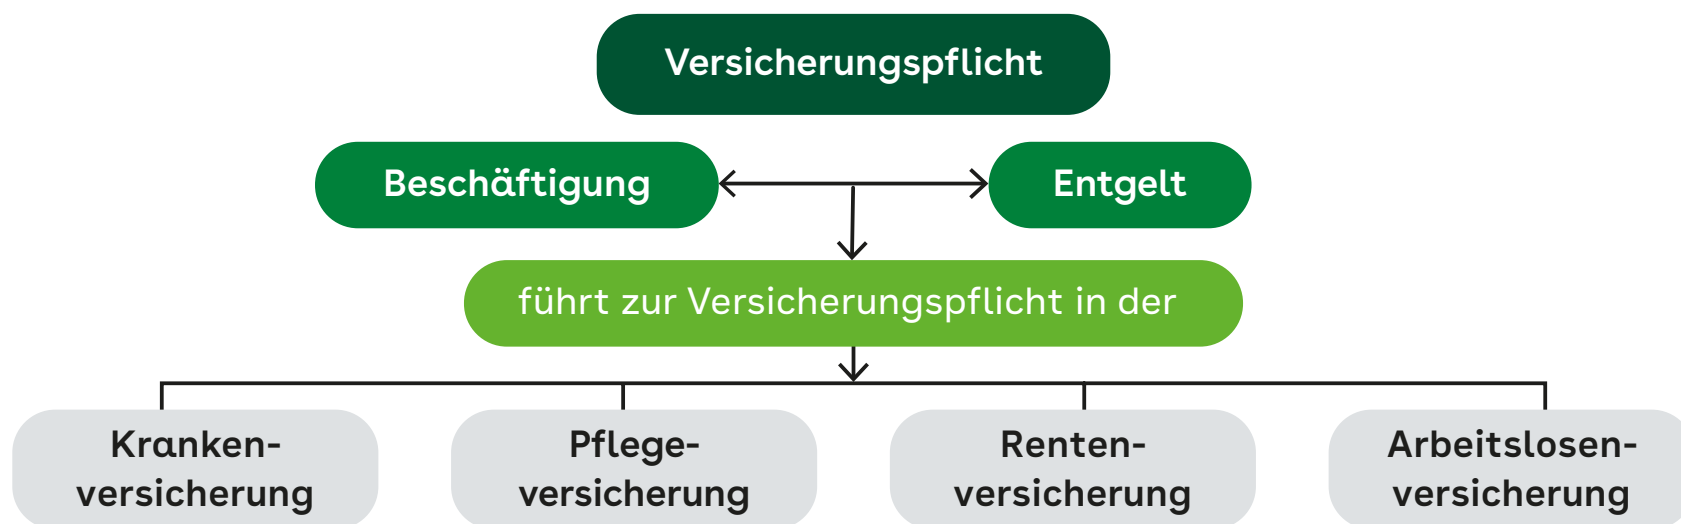 Versicherungspflicht
Beschäftigung
Entgelt
führt zur Versicherungspflicht in der
Kranken-
versicherung
Pflege-
versicherung
Renten-
versicherung
Arbeitslosen-
versicherung